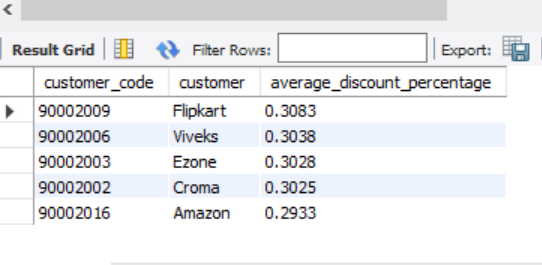 Result Grid Filter Rows: Export:
customer_code customer average_discount_percentage
90002009 Flipkart 0.3083
90002006 Viveks 0.3038
90002003 Ezone 0.3028
90002002 Croma 0.3025
90002016 Amazon 0.2933